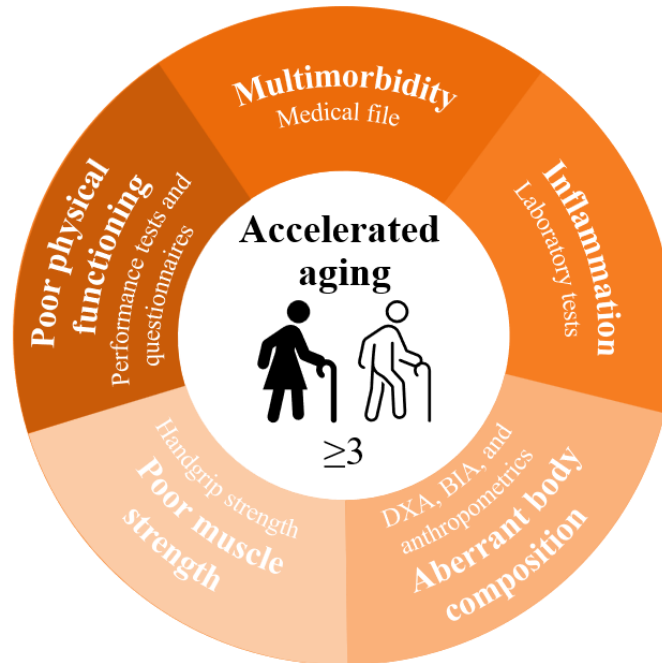 Multimorbidity
Medical file
Inflammation
Laboratory tests
DXA, BIA, and
anthropometrics
Aberrant body
composition
Handgrip strength
Poor muscle
strength
Poor physical
functioning
Performance tests and
questionnaires
Accelerated
aging
≥3